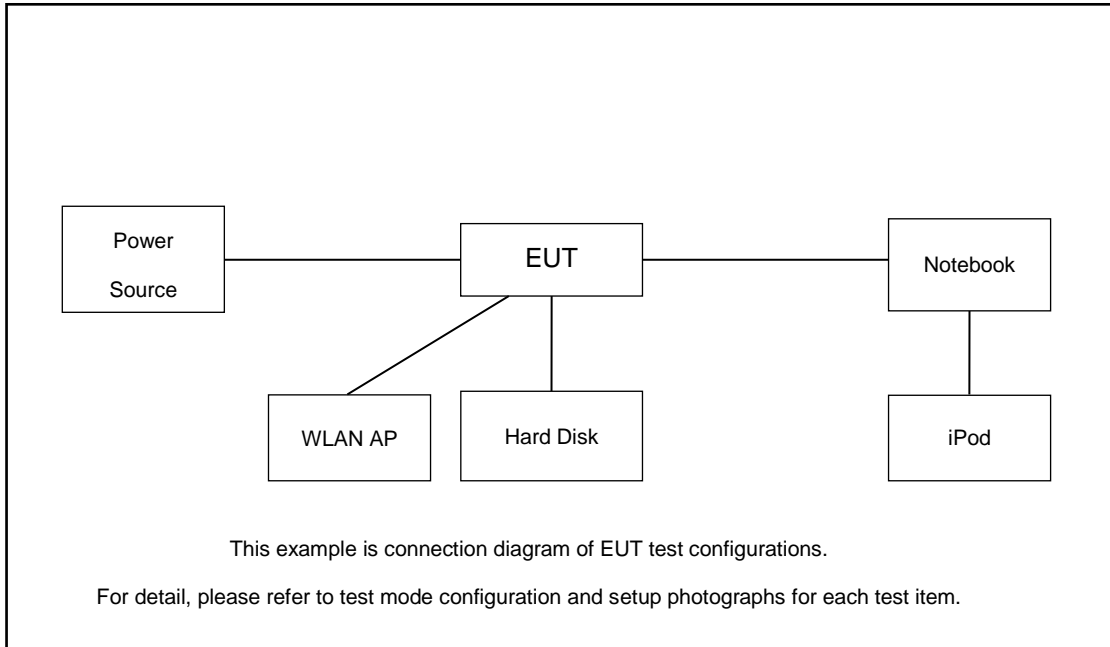 Power
Source
EUT
Notebook
WLAN AP
Hard Disk
iPod
This example is connection diagram of EUT test configurations.
For detail, please refer to test mode configuration and setup photographs for each test item.